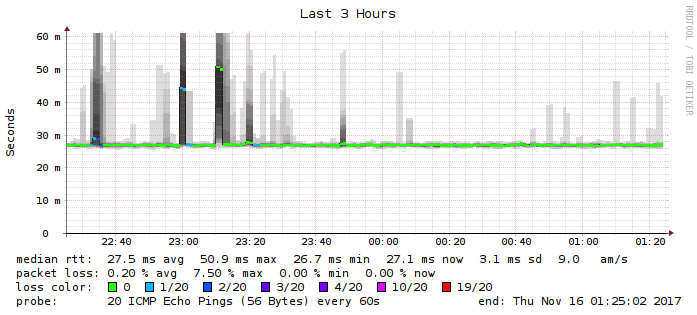 Last 3 Hours
RRDTOOL / TOBI OETIKER
Seconds
60 m
50 m
40 m
30 m
20 m
10 m
0
22:40 23:00 23:20 23:40 00:00 00:20 00:40 01:00 01:20
median rtt: 27.5 ms avg 50.9 ms max 26.7 ms min 27.1 ms now 3.1 ms sd 9.0 am/s
packet loss: 0.20 % avg 7.50 % max 0.00 % min 0.00 % now
loss color: 0 1/20 2/20 3/20 4/20 10/20 19/20
probe: 20 ICMP Echo Pings (56 Bytes) every 60s end: Thu Nov 16 01:25:02 2017